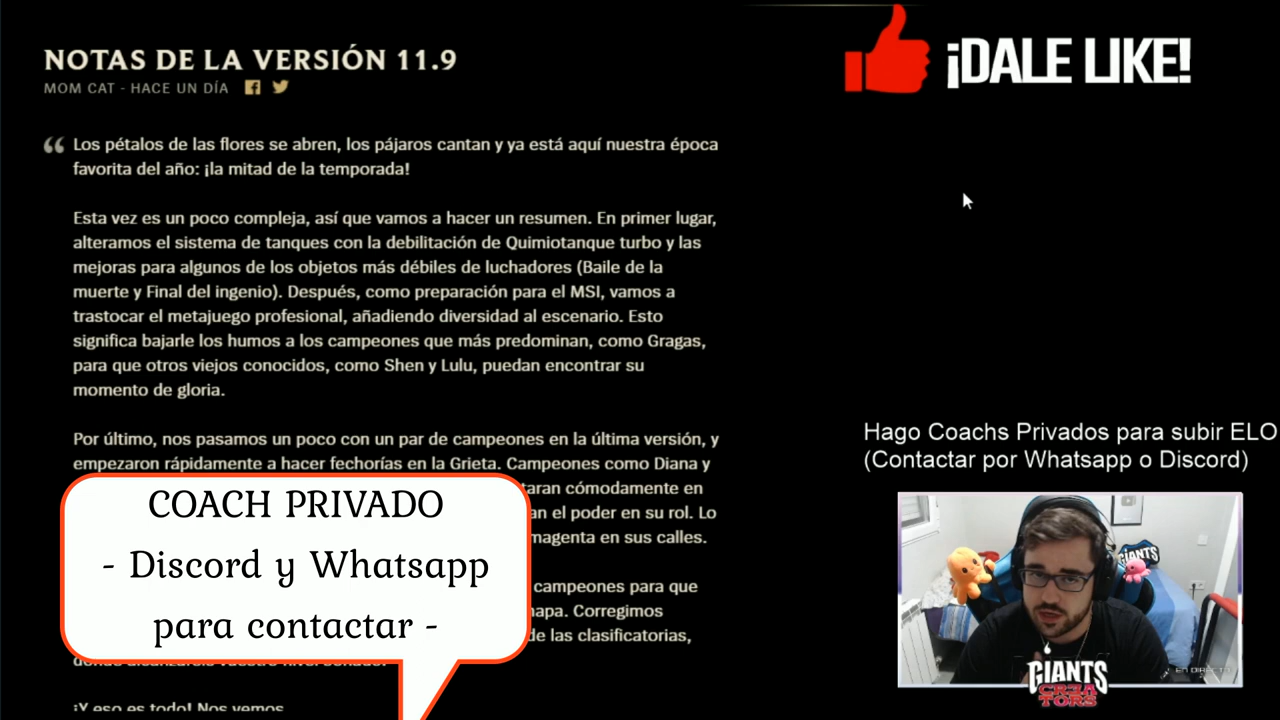 NOTAS DE LA VERSIÓN 11.9
MOM CAT - HACE UN DÍA
¡DALE LIKE!
Los pétalos de las flores se abren, los pájaros cantan y ya está aquí nuestra época
favorita del año: ¡la mitad de la temporada!
Esta vez es un poco compleja, así que vamos a hacer un resumen. En primer lugar,
alteramos el sistema de tanques con la debilitación de Quimiotanque turbo y las
mejoras para algunos de los objetos más débiles de luchadores (Baile de la
muerte y Final del ingenio). Después, como preparación para el MSI, vamos a
trastocar el metajuego profesional, añadiendo diversidad al escenario. Esto
significa bajarle los humos a los campeones que más predominan, como Gragas,
para que otros viejos conocidos, como Shen y Lulu, puedan encontrar su
momento de gloria.
Por último, nos pasamos un poco con un par de campeones en la última versión, y
empezaron rápidamente a hacer fechorías en la Grieta. Campeones como Diana y
taran cómodamente en
an el poder en su rol. Lo
magenta en sus calles.
campeones para que
mapa. Corregimos
de las clasificatorias,
¡Y eso es todo! Nos vemos
COACH PRIVADO
- Discord y Whatsapp
para contactar -
Hago Coachs Privados para subir ELO
(Contactar por Whatsapp o Discord)
GIANTS
EN DIRECTO
GIANTS
CREA
TORS